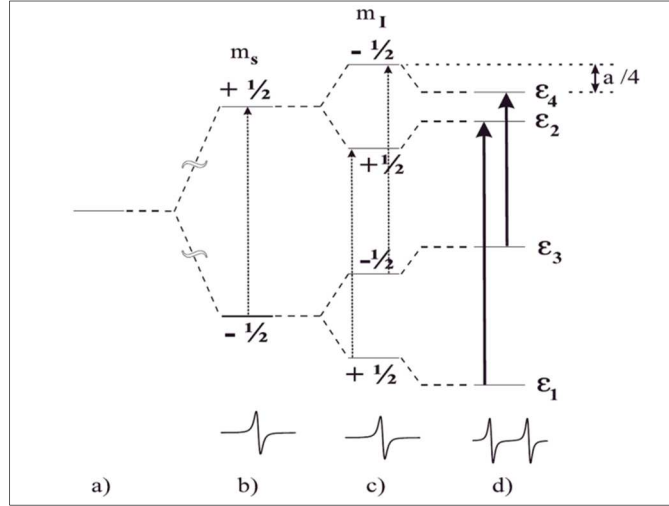 m_I
m_s
- ½
+ ½
a /4
ε_4
ε_2
+ ½
- ½
ε_3
- ½
+ ½
ε_1
a)
b)
c)
d)